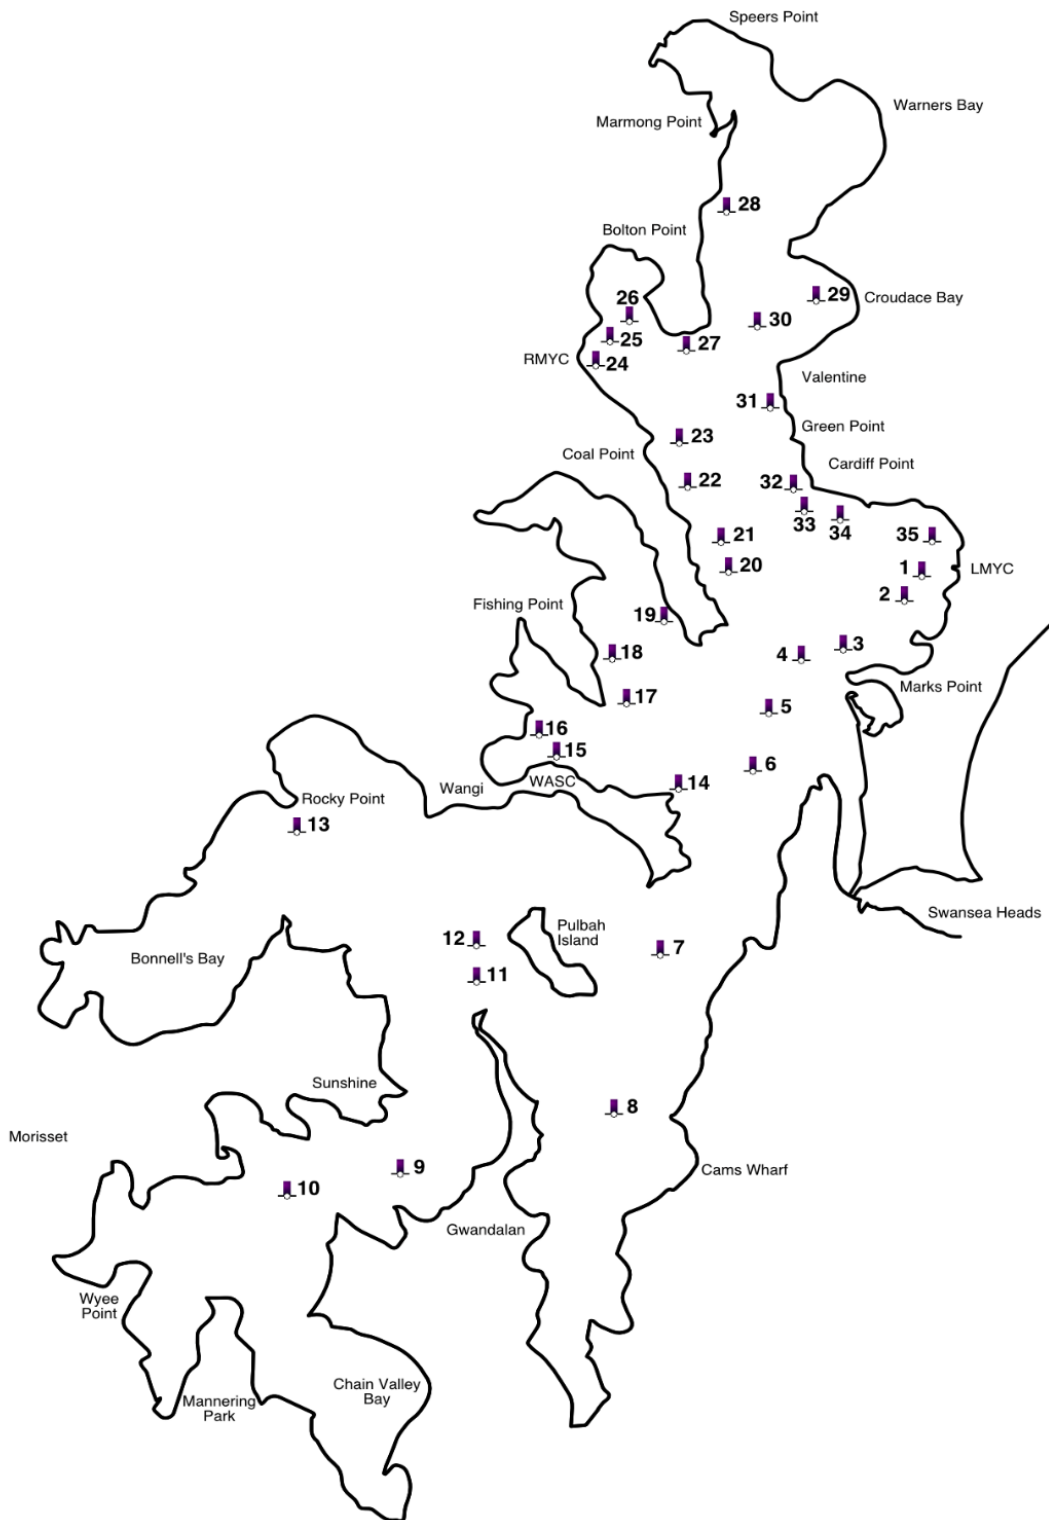 Speers Point
Warners Bay
Marmong Point
28
Bolton Point
29
Croudace Bay
26
30
25
27
RMYC
24
Valentine
31
Green Point
23
Coal Point
Cardiff Point
22
32
33
34
21
35
20
1
LMYC
2
Fishing Point
19
18
4
3
Marks Point
17
5
16
15
6
WASC
14
Wangi
Rocky Point
13
Swansea Heads
Pulbah
Island
12
7
Bonnell's Bay
11
Sunshine
8
Morisset
9
Cams Wharf
10
Gwandalan
Wyee
Point
Chain Valley
Bay
Mannering
Park